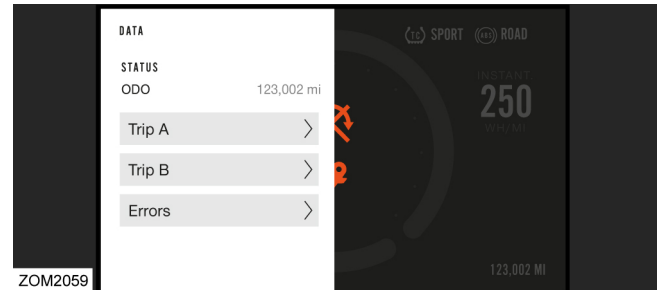 DATA
STATUS
ODO 123,002 mi
Trip A
Trip B
Errors
TC SPORT ABS ROAD
INSTANT
250
WH/MI
123,002 MI
ZOM2059